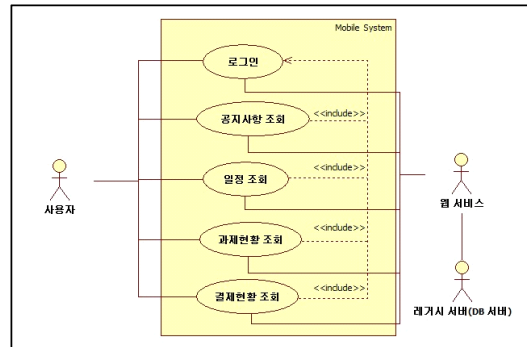 Mobile System
로그인
<<include>>
공지사항 조회
<<include>>
일정 조회
사용자
웹 서비스
<<include>>
과제현황 조회
<<include>>
결제현황 조회
레거시 서버(DB 서버)